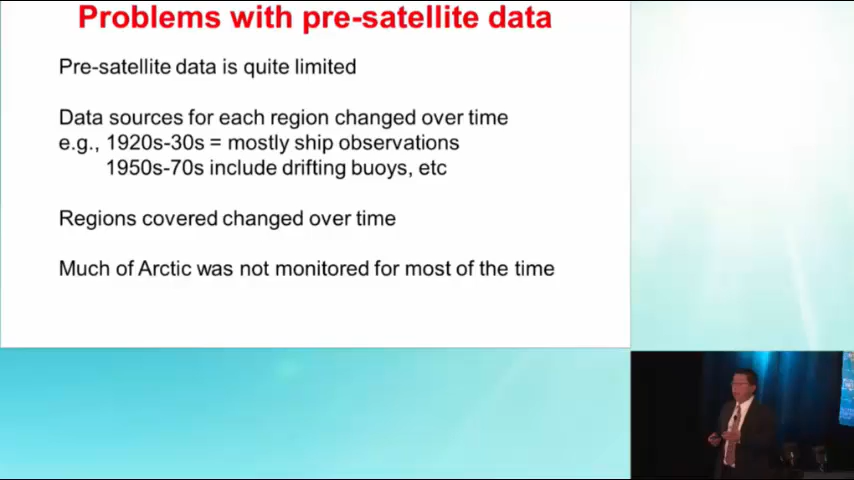 Problems with pre-satellite data
Pre-satellite data is quite limited
Data sources for each region changed over time
e.g., 1920s-30s = mostly ship observations
1950s-70s include drifting buoys, etc
Regions covered changed over time
Much of Arctic was not monitored for most of the time